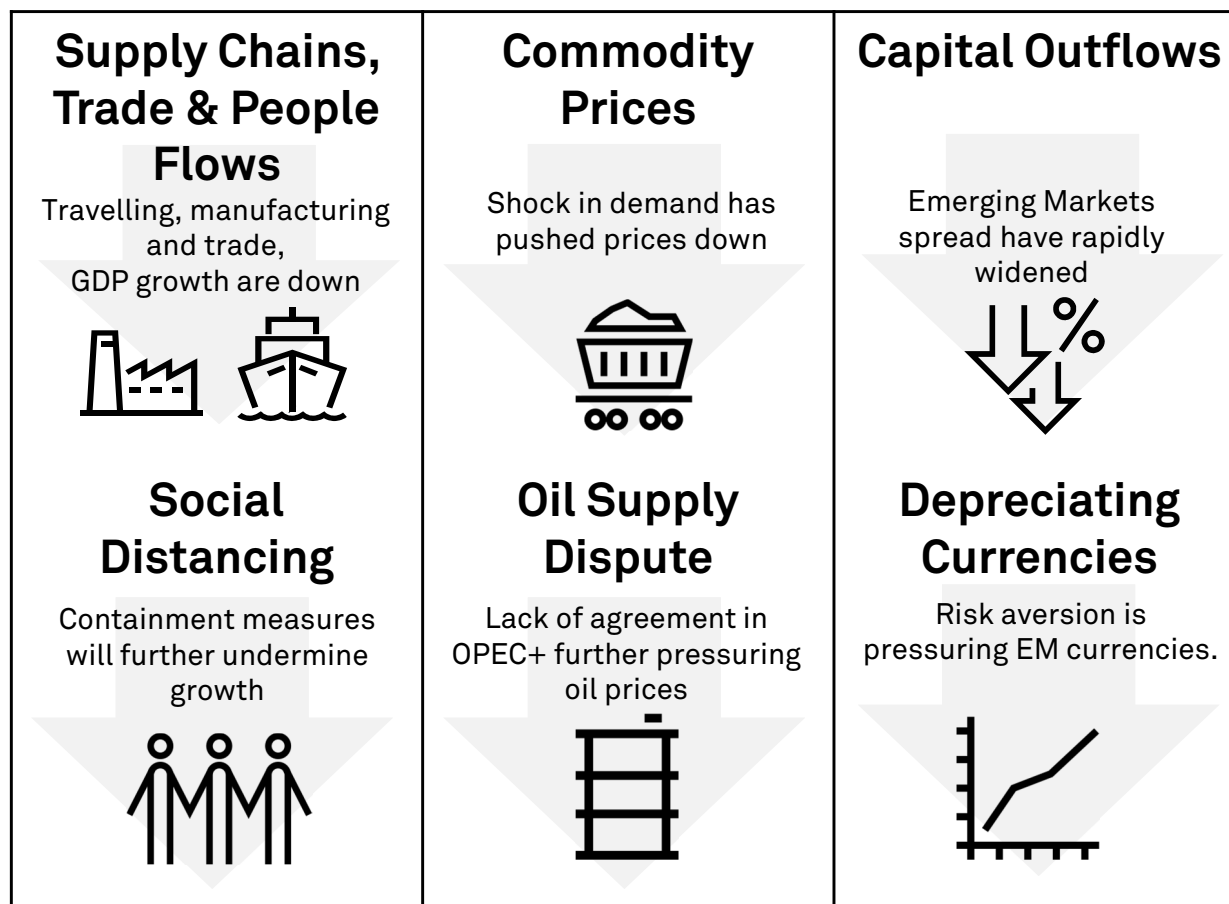 Supply Chains,
Trade & People
Flows
Travelling, manufacturing
and trade,
GDP growth are down
Social
Distancing
Containment measures
will further undermine
growth
Commodity
Prices
Shock in demand has
pushed prices down
Oil Supply
Dispute
Lack of agreement in
OPEC+ further pressuring
oil prices
Capital Outflows
Emerging Markets
spread have rapidly
widened
%
Depreciating
Currencies
Risk aversion is
pressuring EM currencies.